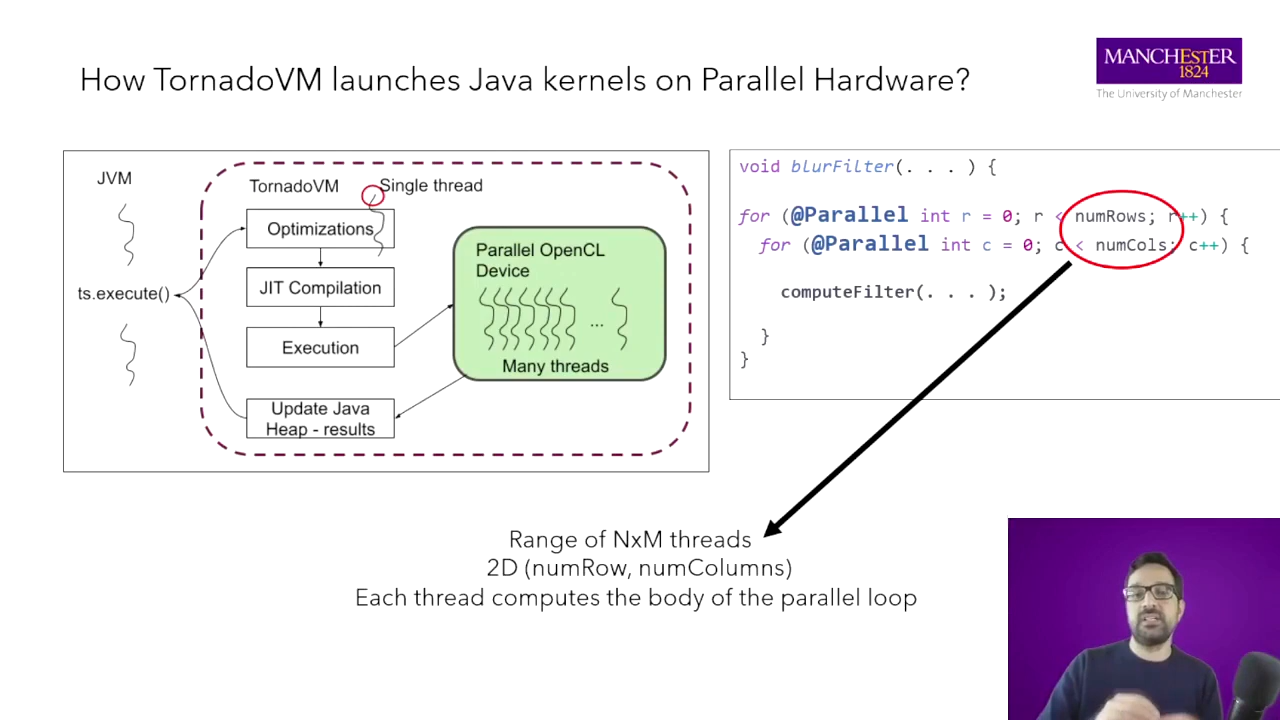 How TornadoVM launches Java kernels on Parallel Hardware?
MANCHESTER
1824
The University of Manchester
JVM
ts.execute()
TornadoVM
Single thread
Optimizations
JIT Compilation
Execution
Update Java
Heap - results
Parallel OpenCL
Device
...
Many threads
void blurFilter(. . . ) {
for (@Parallel int r = 0; r < numRows; r++) {
for (@Parallel int c = 0; c < numCols; c++) {
computeFilter(. . . );
}
}
Range of NxM threads
2D (numRow, numColumns)
Each thread computes the body of the parallel loop